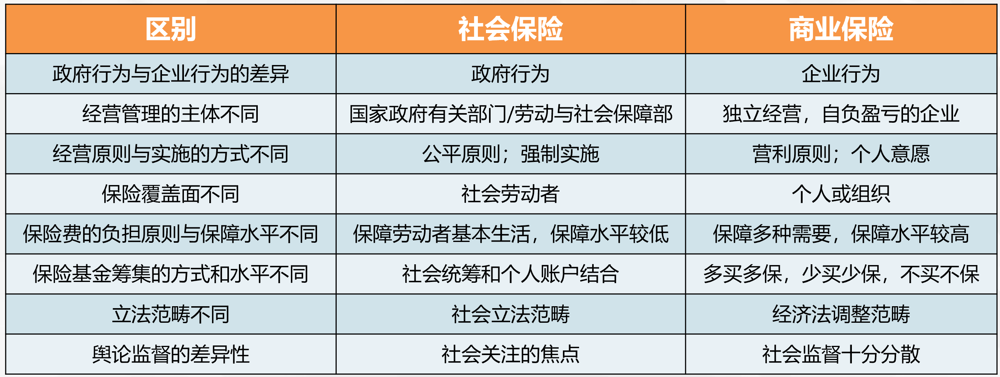 区别 社会保险 商业保险
政府行为与企业行为的差异 政府行为 企业行为
经营管理的主体不同 国家政府有关部门/劳动与社会保障部 独立经营，自负盈亏的企业
经营原则与实施的方式不同 公平原则；强制实施 营利原则；个人意愿
保险覆盖面不同 社会劳动者 个人或组织
保险费的负担原则与保障水平不同 保障劳动者基本生活，保障水平较低 保障多种需要，保障水平较高
保险基金筹集的方式和水平不同 社会统筹和个人账户结合 多买多保，少买少保，不买不保
立法范畴不同 社会立法范畴 经济法调整范畴
舆论监督的差异性 社会关注的焦点 社会监督十分分散